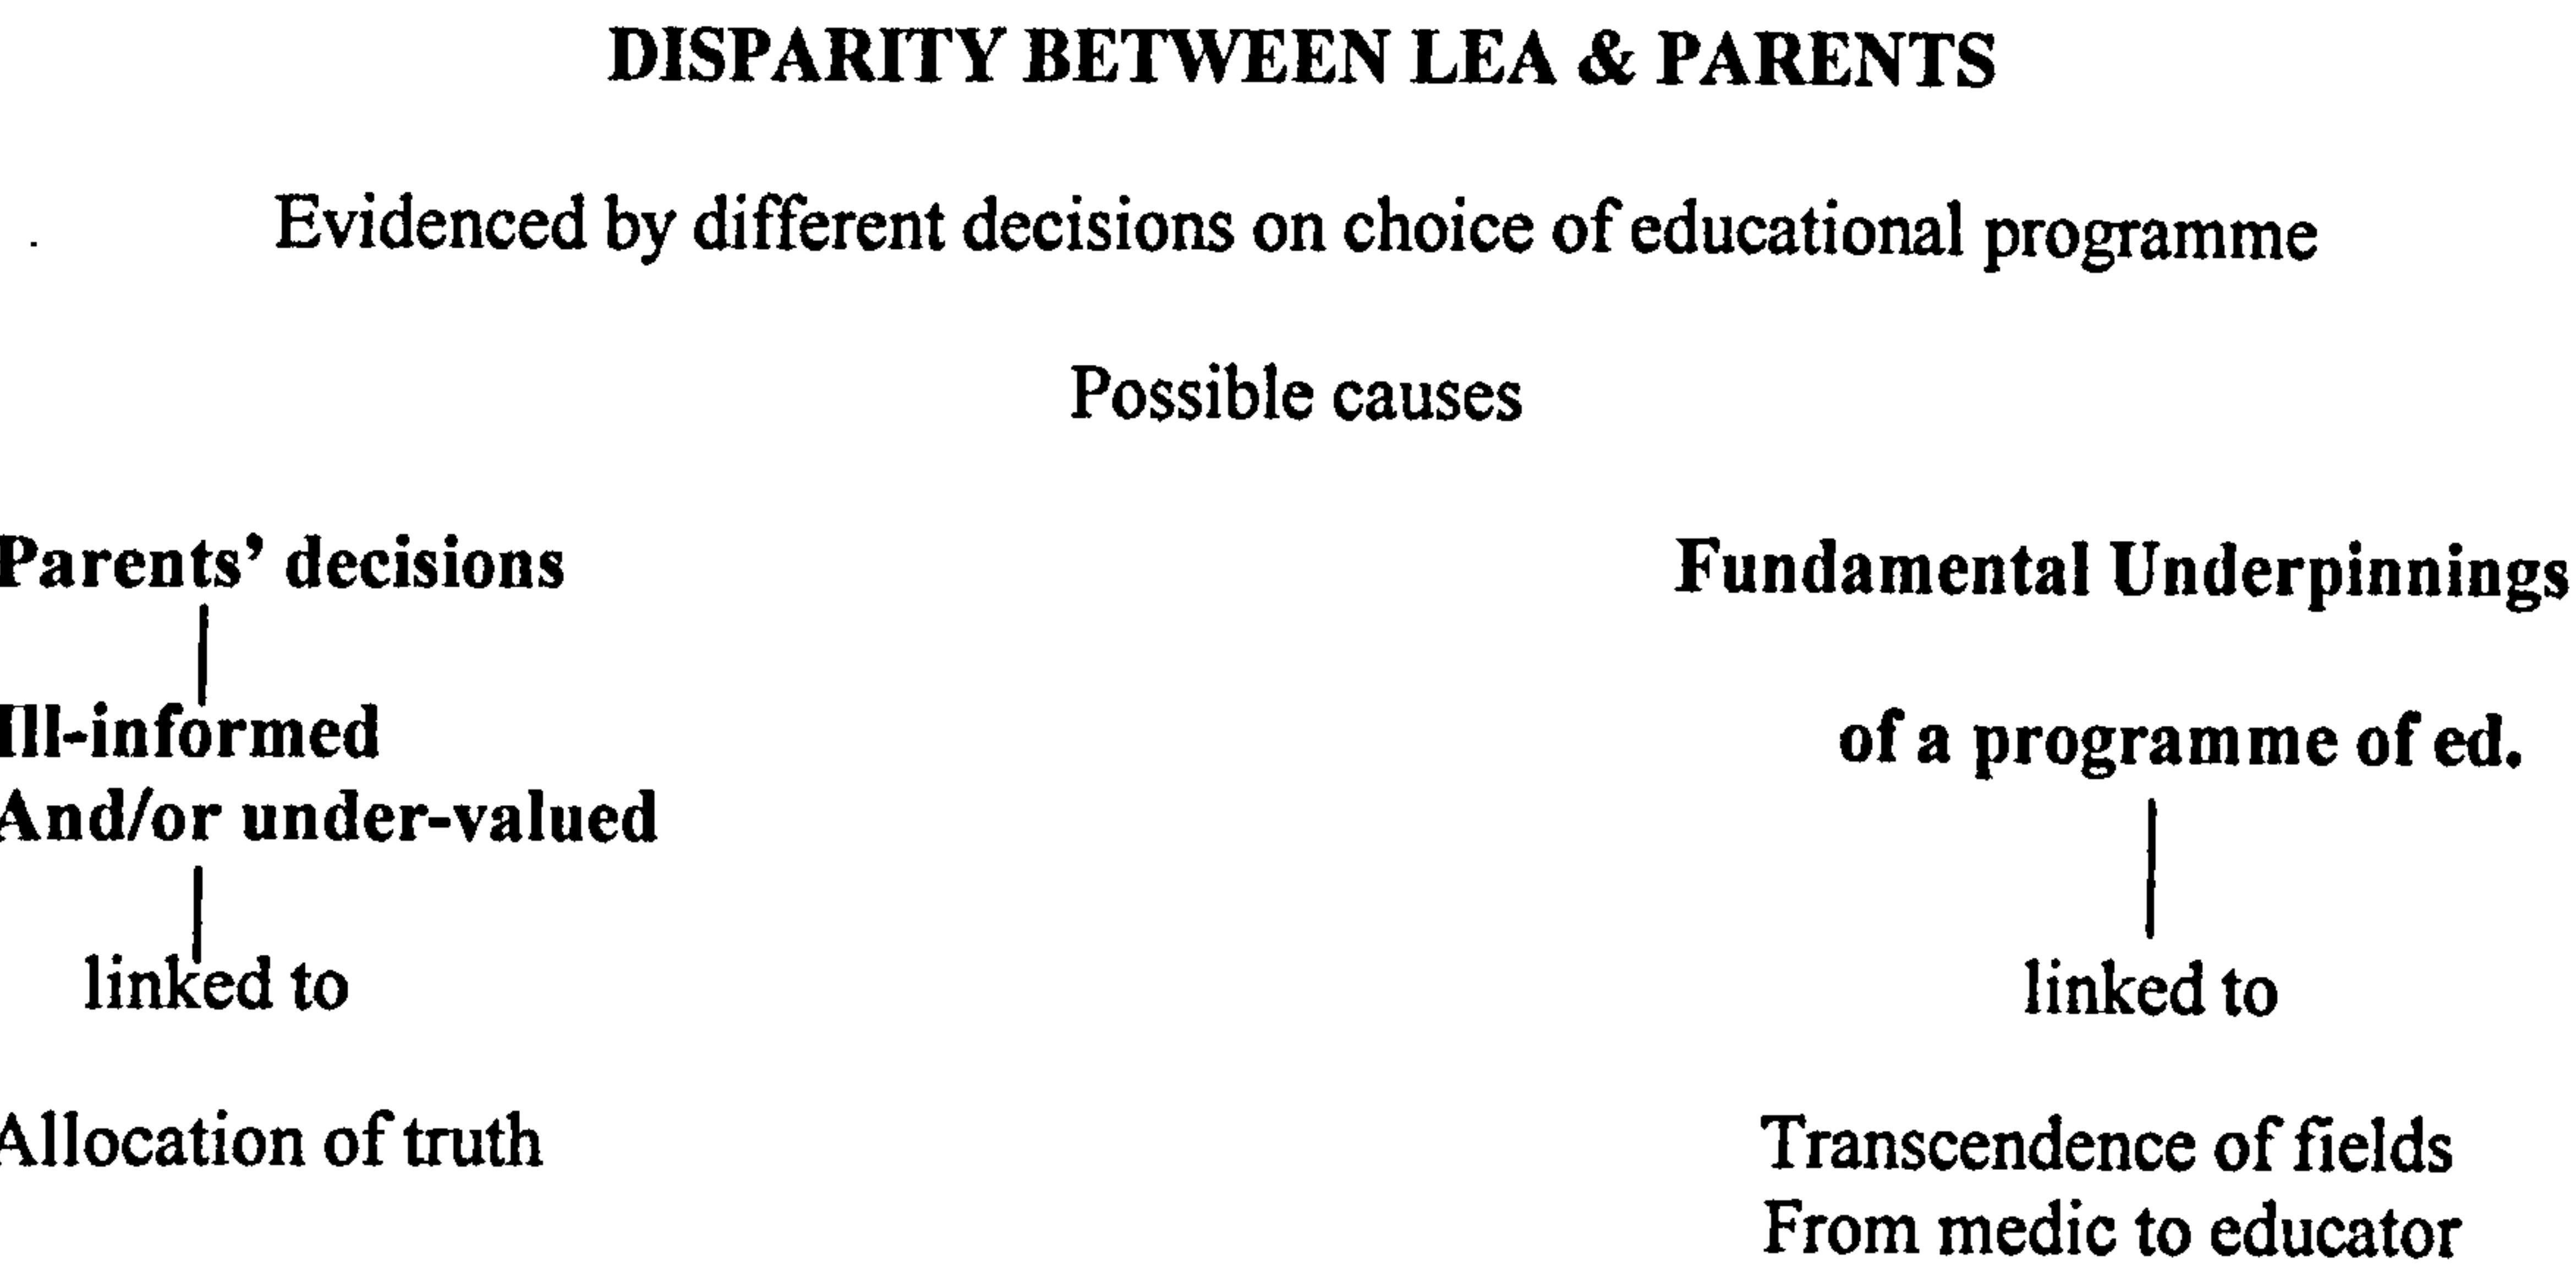 DISPARITY BETWEEN LEA & PARENTS
Evidenced by different decisions on choice of educational programme
Possible causes
Parents’ decisions
Ill-informed
And/or under-valued
linked to
Allocation of truth
Fundamental Underpinnings
of a programme of ed.
linked to
Transcendence of fields
From medic to educator